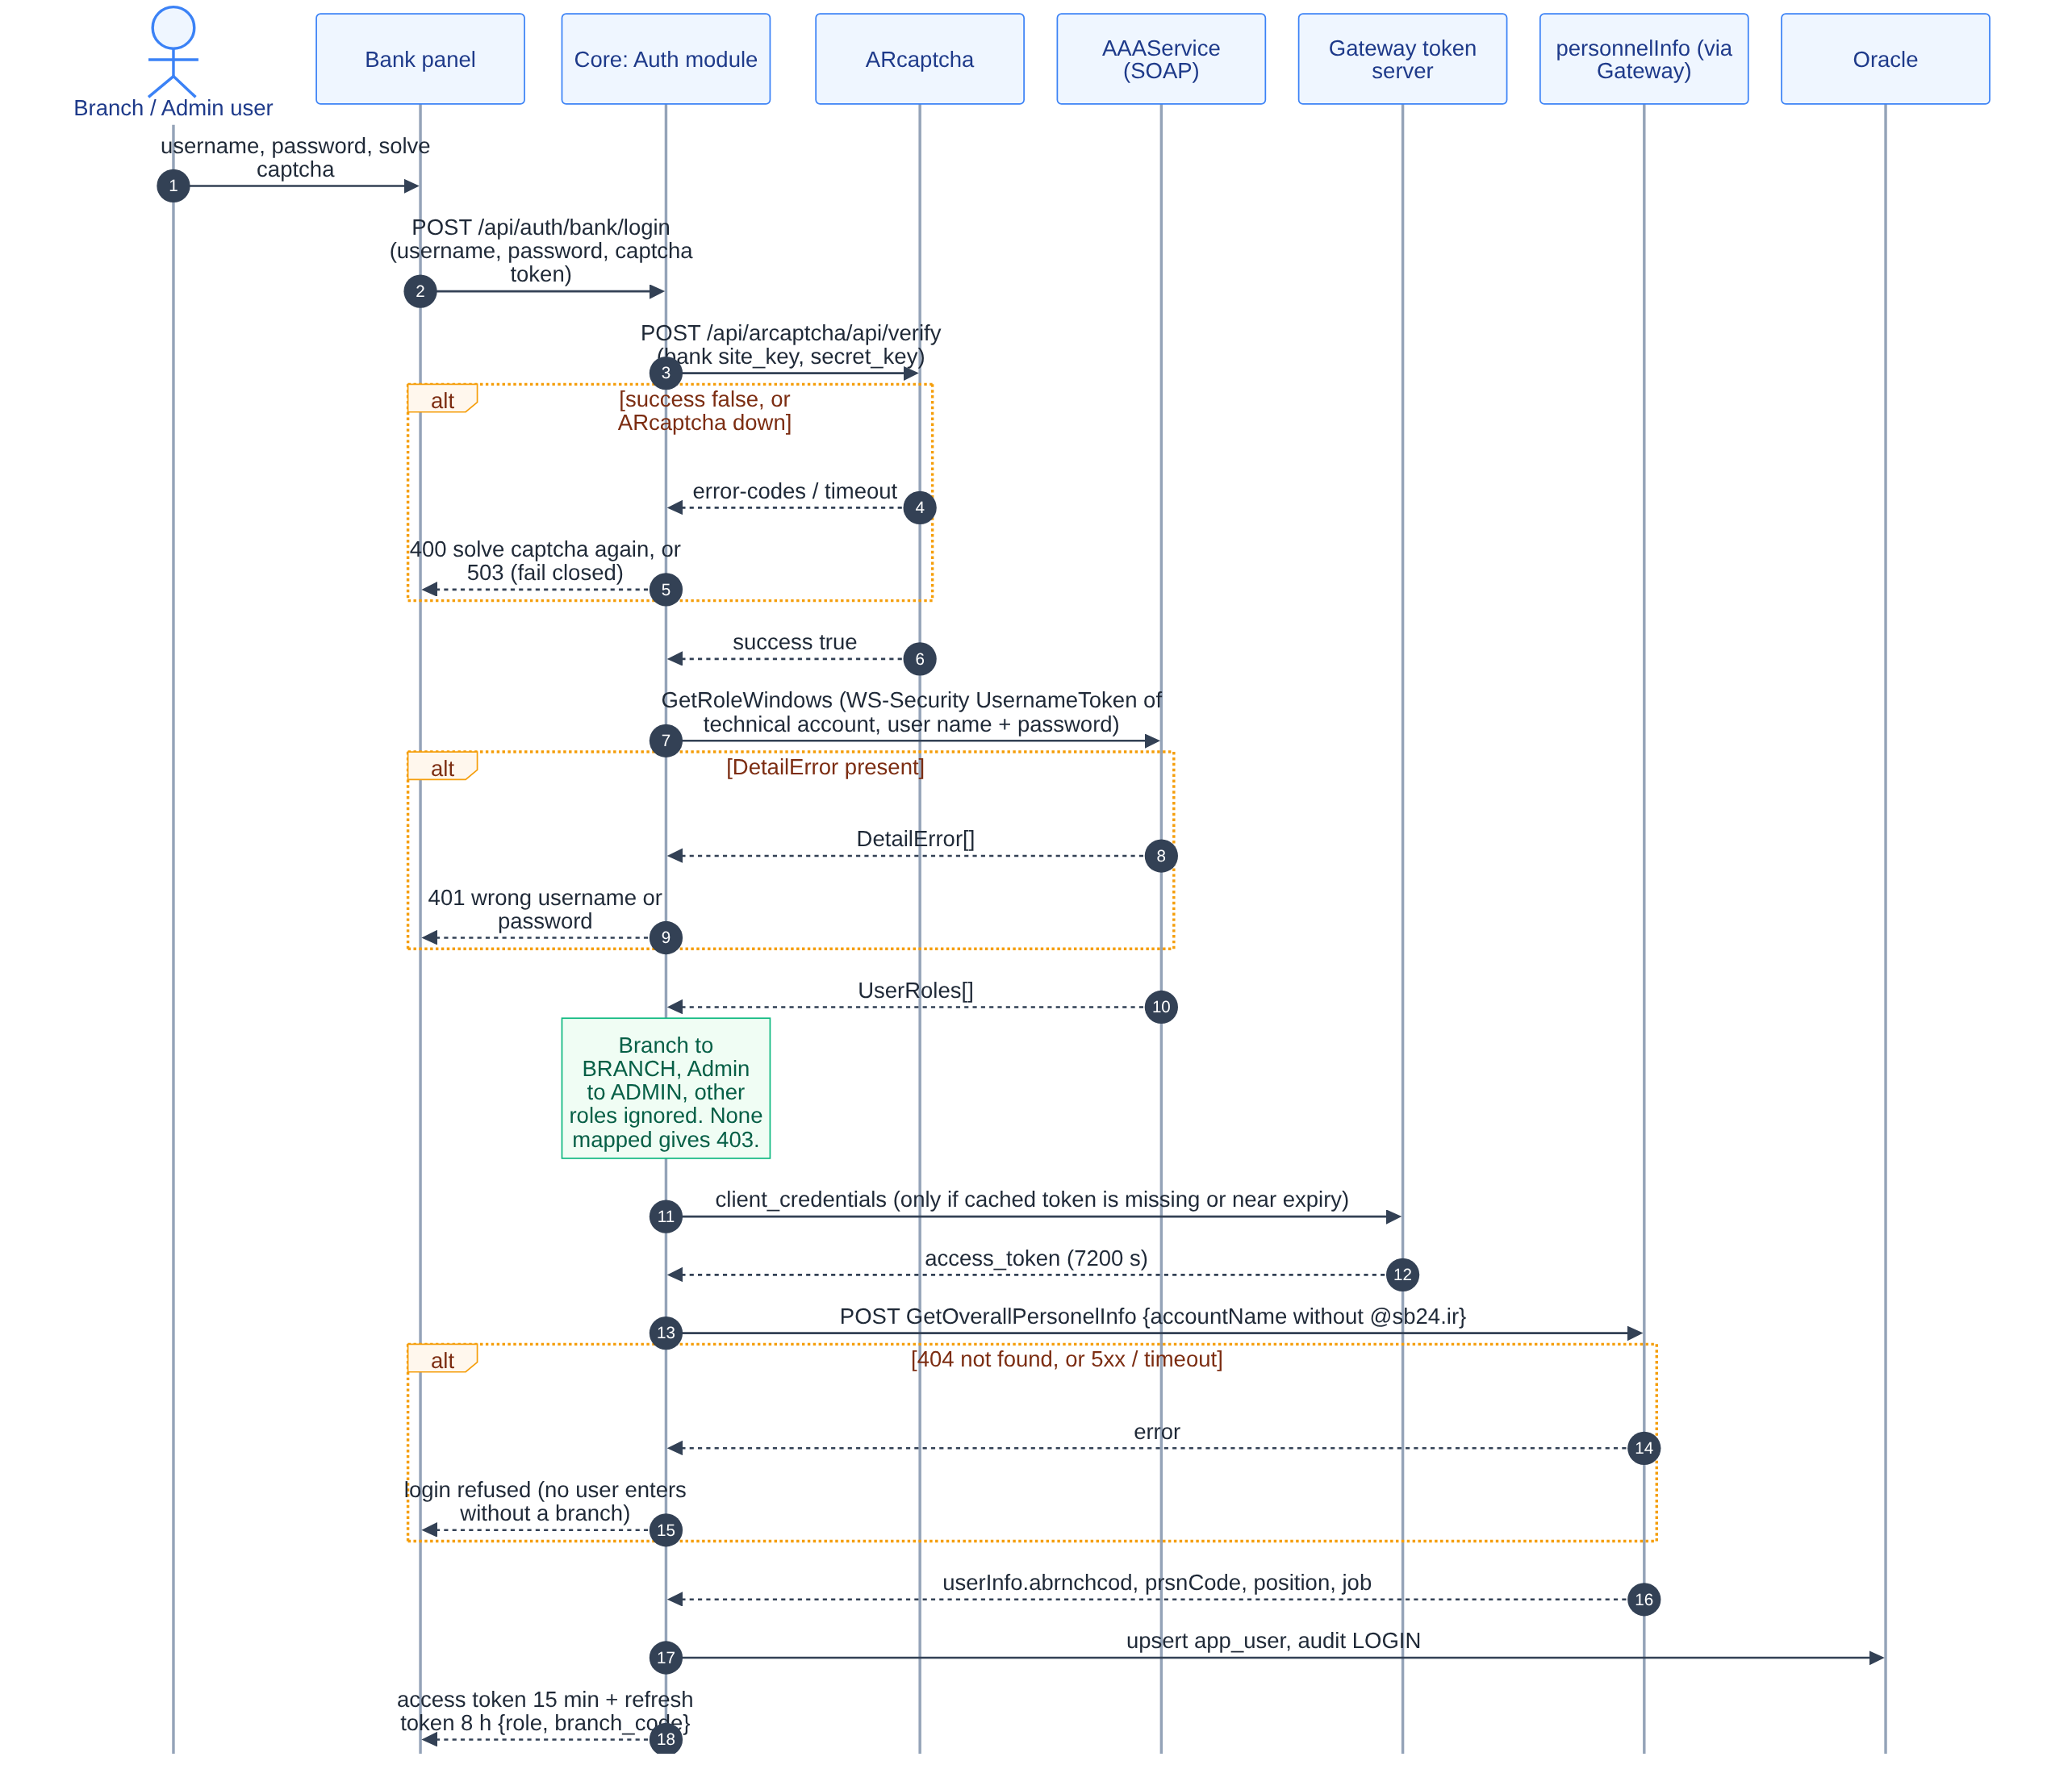 Branch / Admin user
Bank panel
Core: Auth module
ARcaptcha
AAAService
(SOAP)
Gateway token
server
personnelInfo (via
Gateway)
Oracle
username, password, solve
captcha
1
POST /api/auth/bank/login
(username, password, captcha
token)
2
POST /api/arcaptcha/api/verify
(bank site_key, secret_key)
3
alt
[success false, or
ARcaptcha down]
error-codes / timeout
4
400 solve captcha again, or
503 (fail closed)
5
success true
6
GetRoleWindows (WS-Security UsernameToken of
technical account, user name + password)
7
alt
[DetailError present]
DetailError[]
8
401 wrong username or
password
9
UserRoles[]
10
Branch to
BRANCH, Admin
to ADMIN, other
roles ignored. None
mapped gives 403.
client_credentials (only if cached token is missing or near expiry)
11
access_token (7200 s)
12
POST GetOverallPersonelInfo {accountName without @sb24.ir}
13
alt
[404 not found, or 5xx / timeout]
error
14
login refused (no user enters
without a branch)
15
userInfo.abrnchcod, prsnCode, position, job
16
upsert app_user, audit LOGIN
17
access token 15 min + refresh
token 8 h {role, branch_code}
18